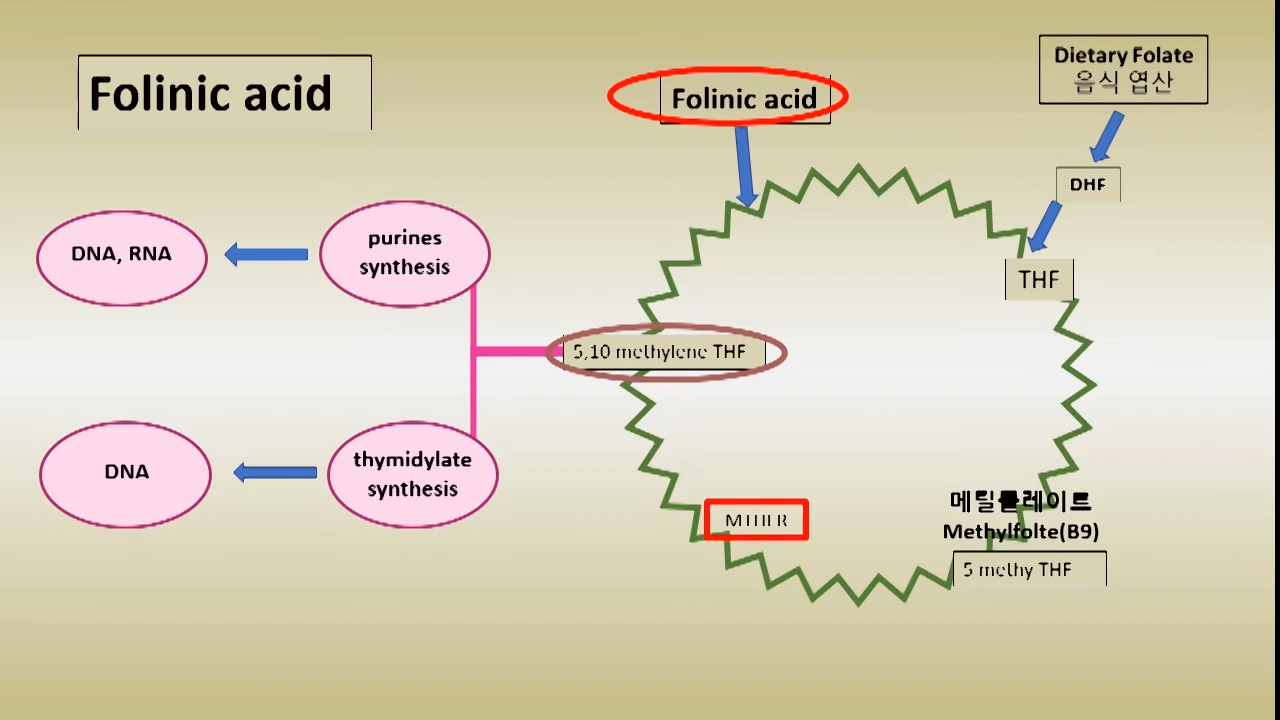 Folinic acid
Folinic acid
Dietary Folate
음식 엽산
DHF
THF
DNA, RNA
purines
synthesis
5,10 methylene THF
DNA
thymidylate
synthesis
메틸폴레이트
Methylfolte(B9)
5 methy THF